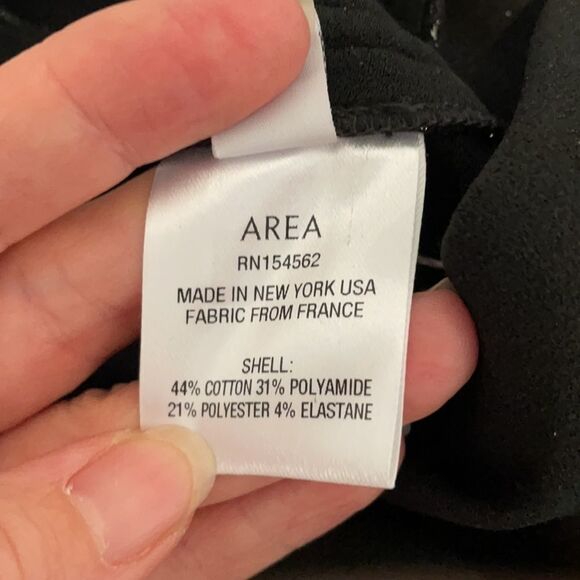 AREA
RN154562
MADE IN NEW YORK USA
FABRIC FROM FRANCE
SHELL:
44% COTTON 31% POLYAMIDE
21% POLYESTER 4% ELASTANE